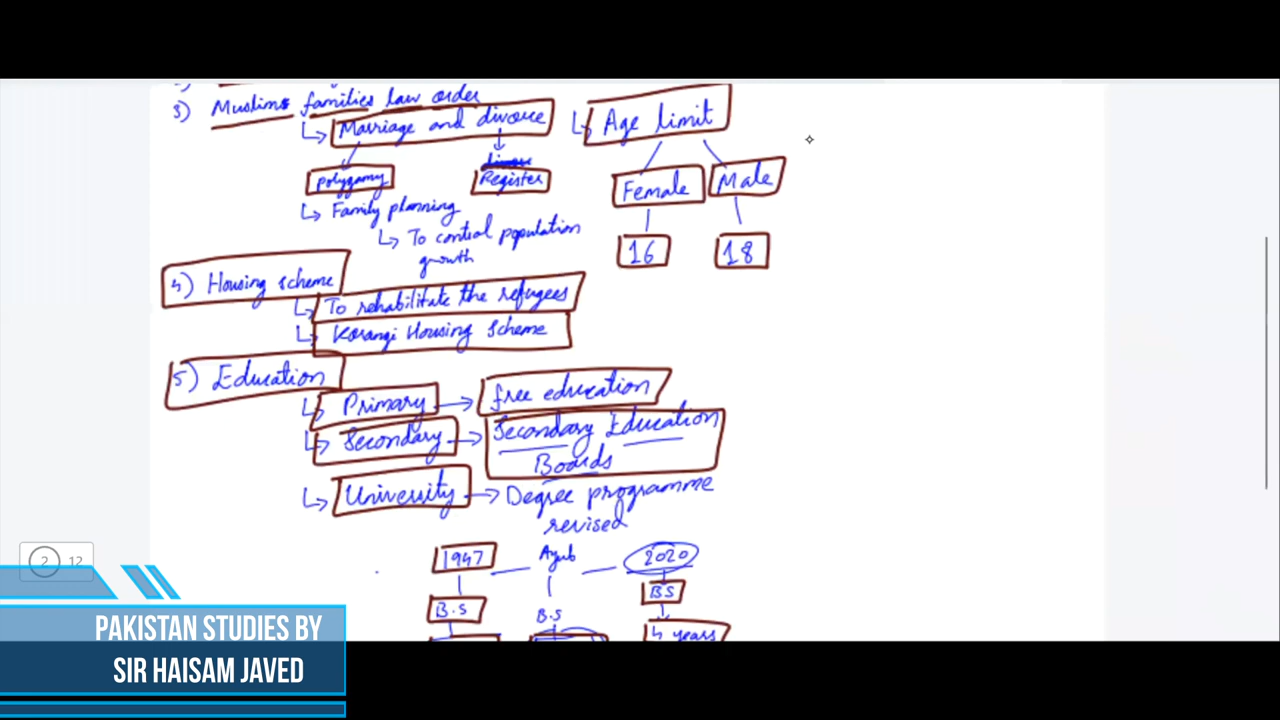 3) Muslims families law order
↳ Marriage and divorce ↳ Age limit
polygamy Register Female Male
↳ Family planning
↳ To control population
growth
16 18
4) Housing scheme
↳ To rehabilitate the refugees
↳ Korangi Housing Scheme
5) Education
↳ Primary → free education
↳ Secondary → Secondary Education
Boards
↳ University → Degree programme
revised
1947 Ayub 2020
B.S B.S BS
4 years
2 12
PAKISTAN STUDIES BY
SIR HAISAM JAVED